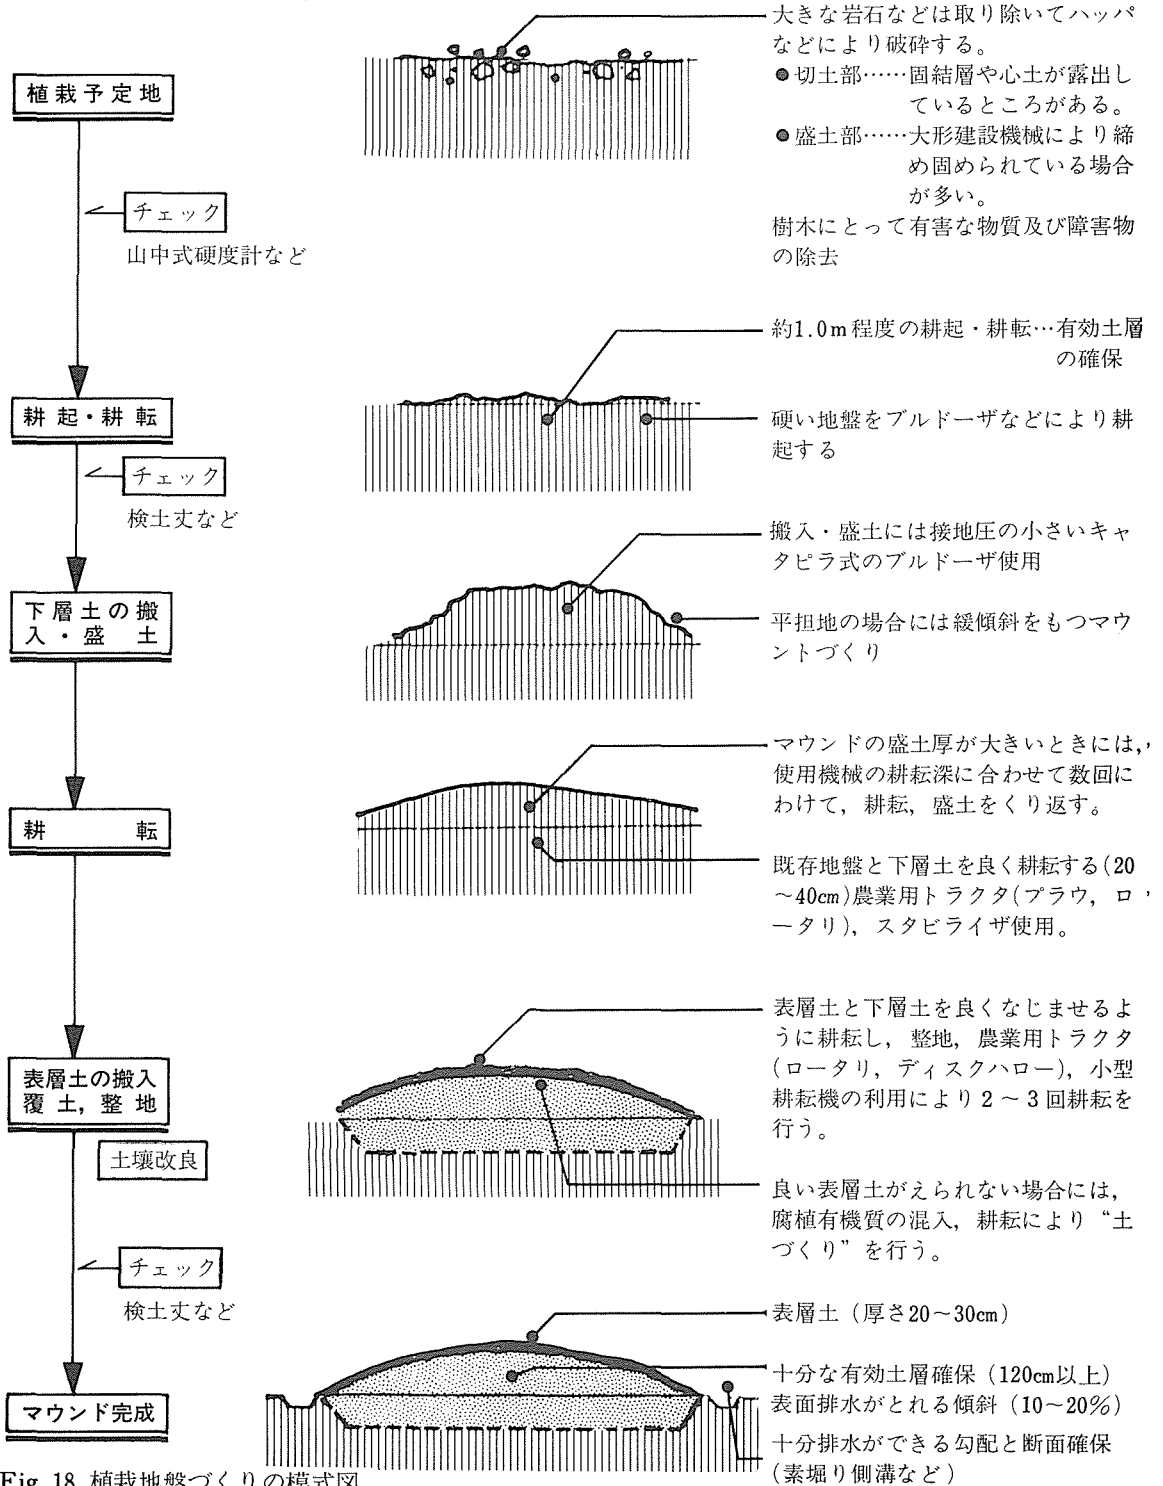 大きな岩石などは取り除いてハッパ
などにより破砕する。
●切土部……固結層や心土が露出し
ているところがある。
●盛土部……大形建設機械により締
め固められている場合
が多い。
樹木にとって有害な物質及び障害物
の除去
植栽予定地
チェック
山中式硬度計など
約1.0m程度の耕起・耕転…有効土層
の確保
硬い地盤をブルドーザなどにより耕
起する
耕起・耕転
チェック
検土丈など
搬入・盛土には接地圧の小さいキャ
タピラ式のブルドーザ使用
平担地の場合には緩傾斜をもつマウ
ントづくり
下層土の搬
入・盛土
マウンドの盛土厚が大きいときには,
使用機械の耕耘深に合わせて数回に
わけて，耕耘，盛土をくり返す。
既存地盤と下層土を良く耕耘する(20
～40cm)農業用トラクタ(プラウ，ロ
ータリ)，スタビライザ使用。
耕転
表層土と下層土を良くなじませるよ
うに耕耘し，整地，農業用トラクタ
(ロータリ，ディスクハロー)，小型
耕耘機の利用により2～3回耕耘を
行う。
良い表層土がえられない場合には，
腐植有機質の混入，耕耘により“土
づくり”を行う。
表層土の搬入
覆土，整地
土壌改良
チェック
検土丈など
表層土（厚さ20～30cm）
十分な有効土層確保（120cm以上）
表面排水がとれる傾斜（10～20％）
十分排水ができる勾配と断面確保
(素堀り側溝など）
マウンド完成
Fig 18 植栽地盤づくりの模式図